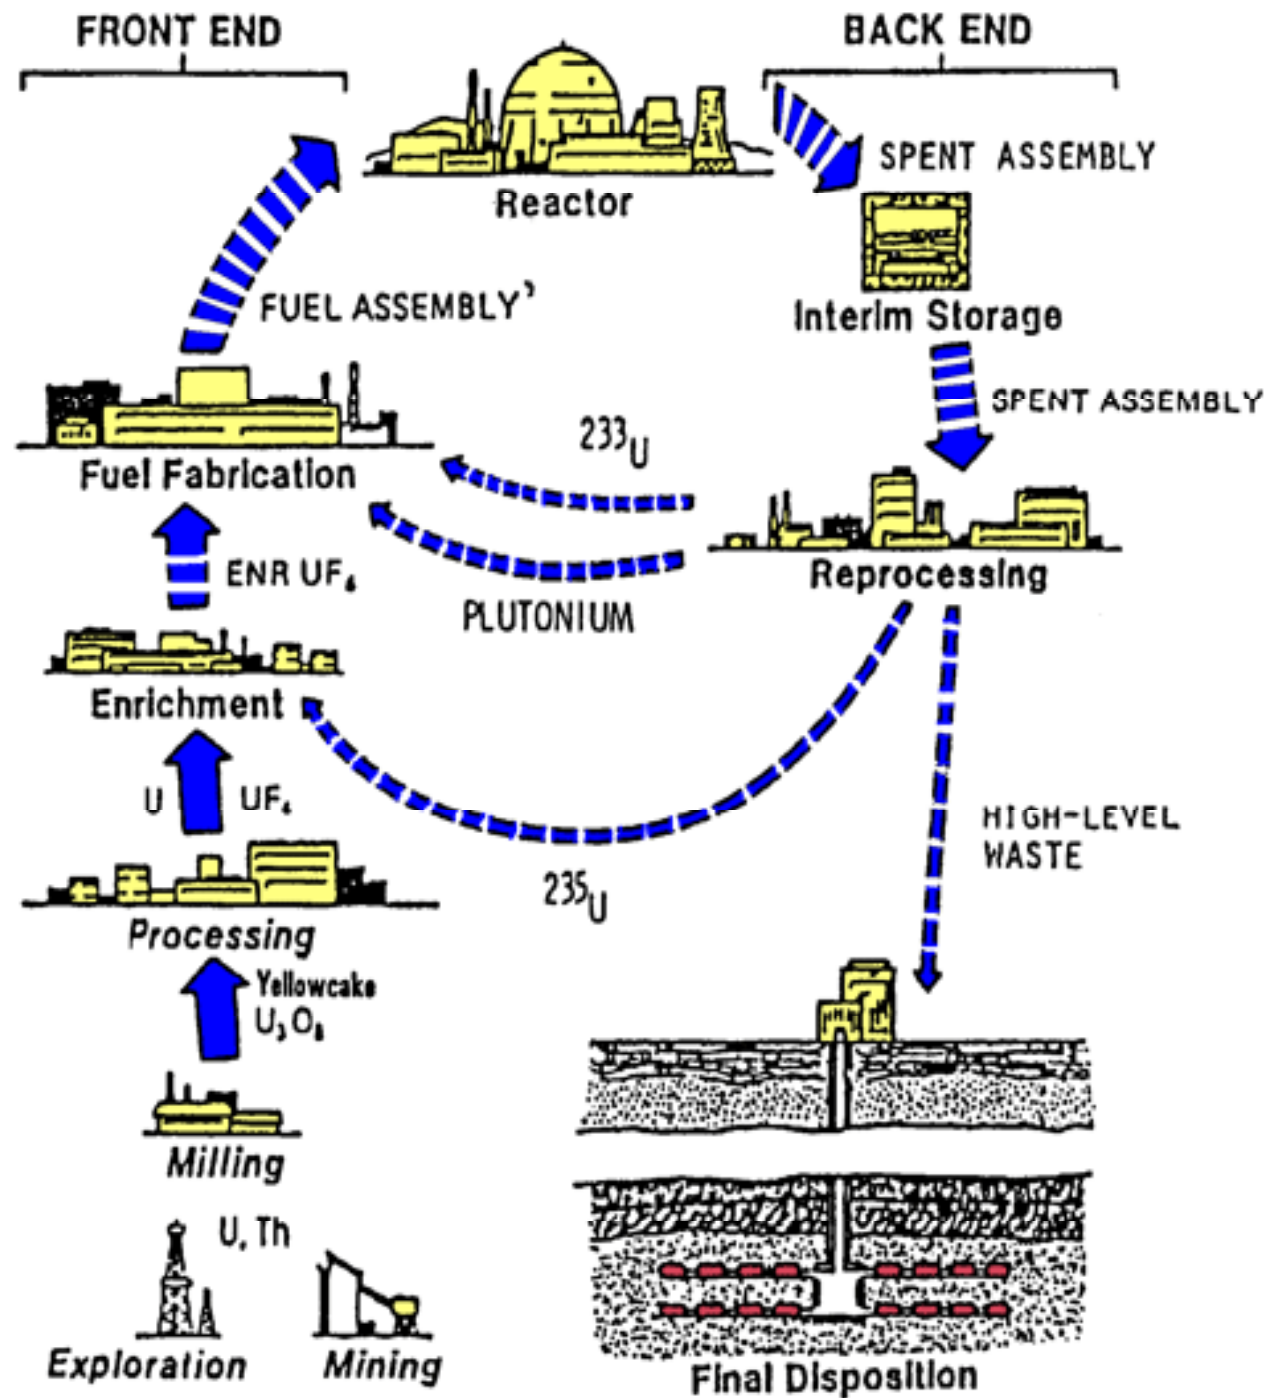 FRONT END
BACK END
SPENT ASSEMBLY
Reactor
Interim Storage
FUEL ASSEMBLY
SPENT ASSEMBLY
Fuel Fabrication
233U
ENR UF6
PLUTONIUM
Reprocessing
Enrichment
U UF4
235U
HIGH-LEVEL
WASTE
Processing
Yellowcake
U3O8
Milling
U, Th
Exploration
Mining
Final Disposition